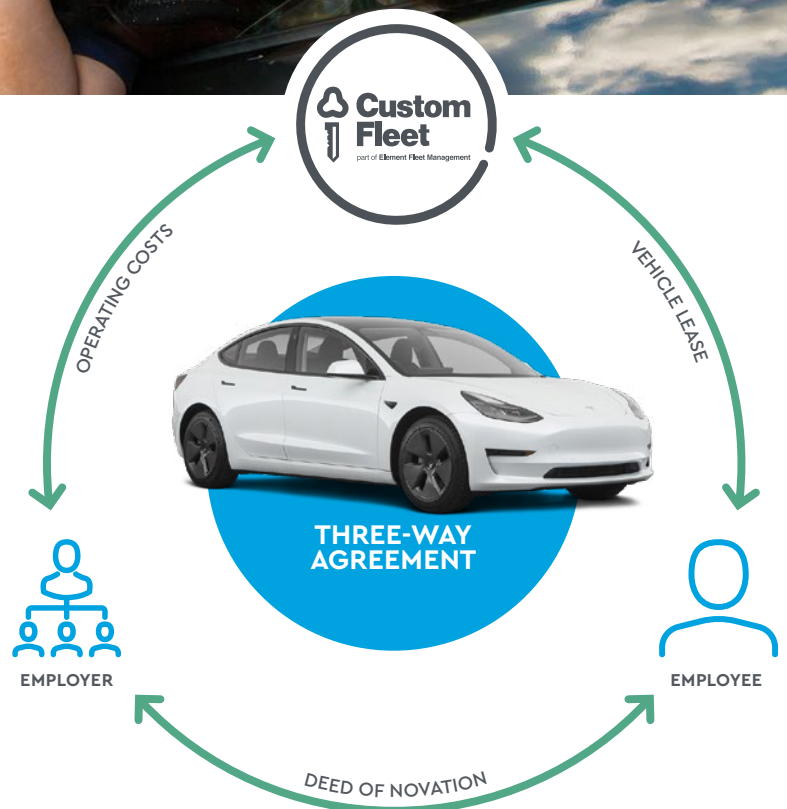 Custom
Fleet
part of Element Fleet Management
OPERATING COSTS
VEHICLE LEASE
THREE-WAY
AGREEMENT
EMPLOYER
EMPLOYEE
DEED OF NOVATION